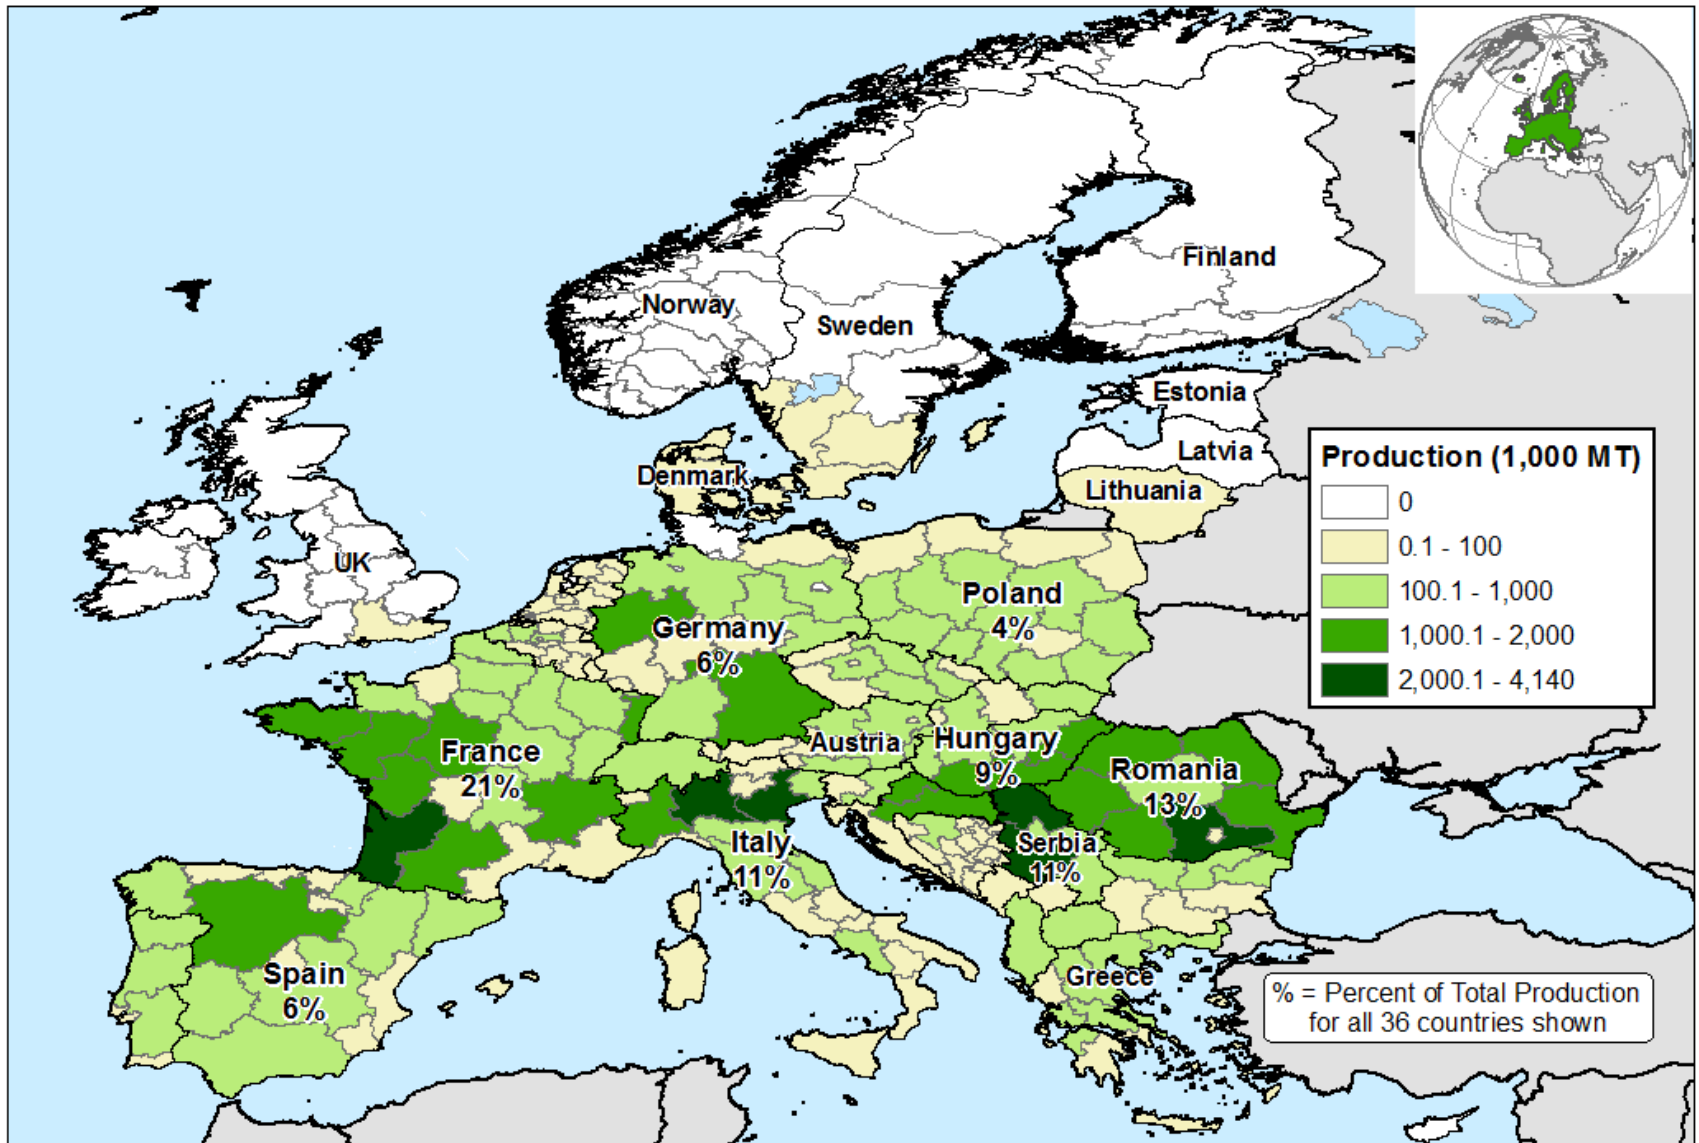 Norway
Sweden
Finland
Estonia
Latvia
Lithuania
Denmark
UK
Poland
4%
Germany
6%
Austria
Hungary
9%
France
21%
Romania
13%
Italy
11%
Serbia
11%
Spain
6%
Greece
Production (1,000 MT)
0
0.1 - 100
100.1 - 1,000
1,000.1 - 2,000
2,000.1 - 4,140
% = Percent of Total Production
for all 36 countries shown